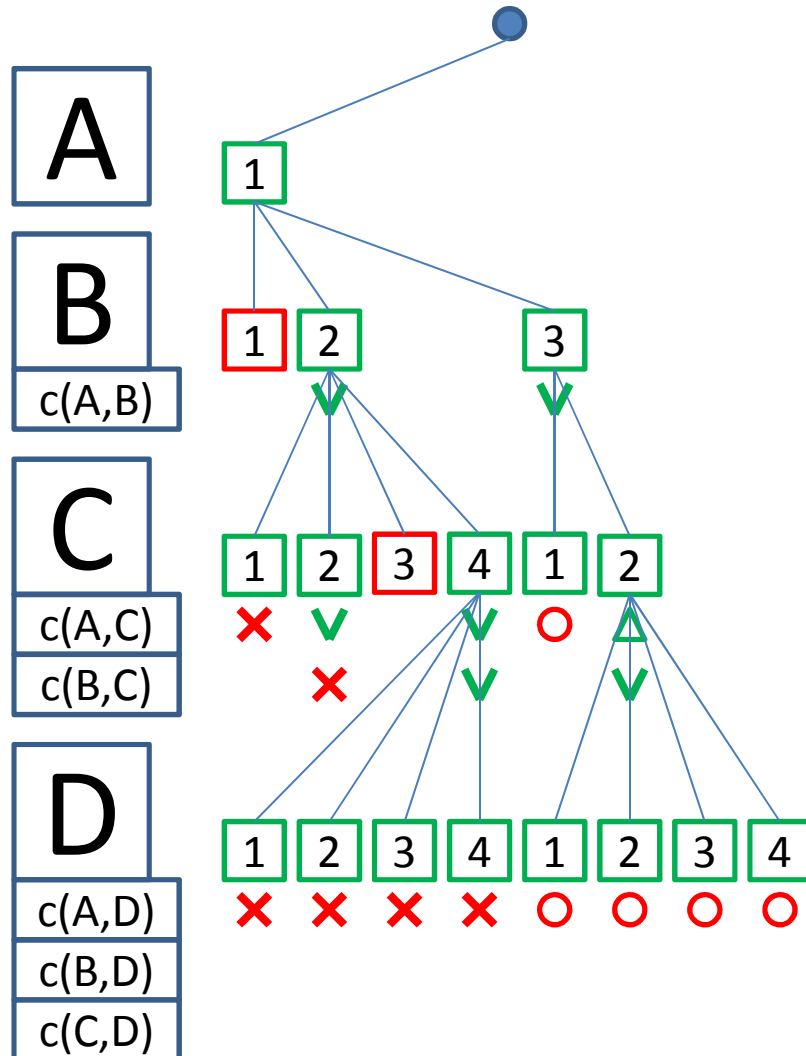 A
1
B
1 2 3
c(A,B)
C
1 2 3 4 1 2
c(A,C)
c(B,C)
D
1 2 3 4 1 2 3 4
c(A,D)
c(B,D)
c(C,D)